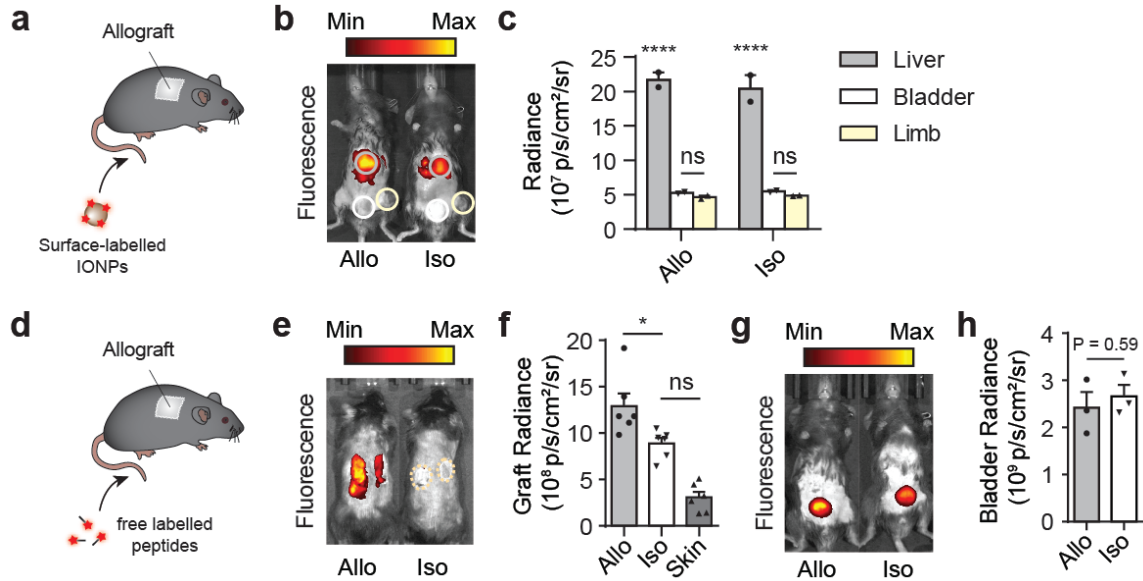 a
Allograft
Surface-labelled
IONPs
b
Min Max
Fluorescence
Allo Iso
c
Radiance
(10⁷ p/s/cm²/sr)
25
20
15
10
5
0
****
****
ns
ns
Allo
Iso
Liver
Bladder
Limb
d
Allograft
free labelled
peptides
e
Min Max
Fluorescence
Allo Iso
f
Graft Radiance
(10⁸ p/s/cm²/sr)
20
15
10
5
0
*
ns
Allo
Iso
Skin
g
Min Max
Fluorescence
Allo Iso
h
Bladder Radiance
(10⁹ p/s/cm²/sr)
4
3
2
1
0
P = 0.59
Allo
Iso